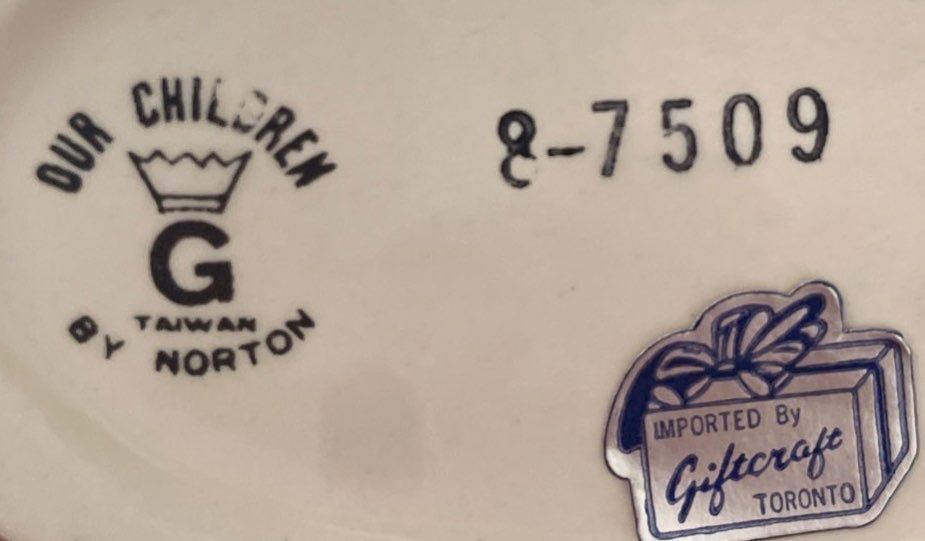 OUR CHILDREN
G
TAIWAN
BY NORTON
8-7509
IMPORTED By
Giftcraft
TORONTO